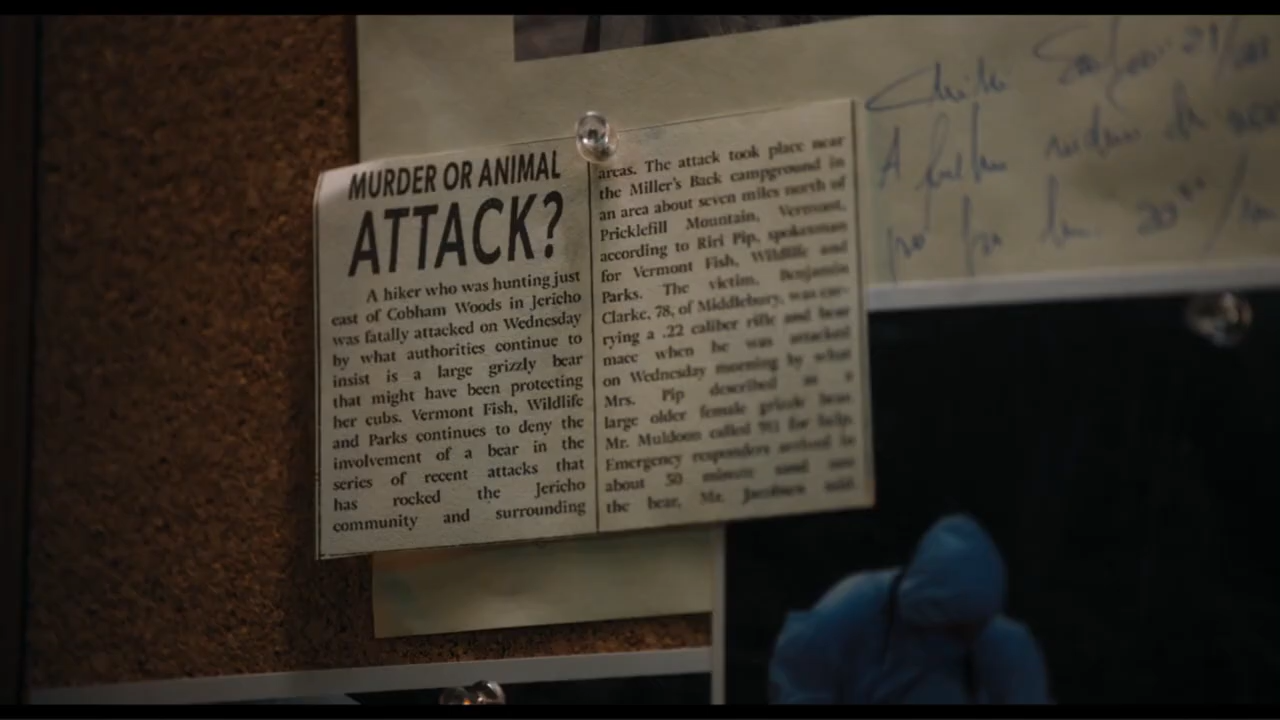 MURDER OR ANIMAL
ATTACK?
A hiker who was hunting just
east of Cobham Woods in Jericho
was fatally attacked on Wednesday
by what authorities continue to
insist is a large grizzly bear
that might have been protecting
her cubs. Vermont Fish, Wildlife
and Parks continues to deny the
involvement of a bear in the
series of recent attacks that
has rocked the Jericho
community and surrounding
areas. The attack took place near
the Miller's Back campground in
an area about seven miles north of
Pricklefill Mountain, Vermont,
according to Riri Pip, spokesman
for Vermont Fish, Wildlife and
Parks. The victim, Benjamin
Clarke, 78, of Middlebury, was car-
rying a .22 caliber rifle and bear
mace when he was attacked
on Wednesday morning by what
Mrs. Pip described as a
large older female grizzle bear.
Mr. Muldoon called 911 for help.
Emergency responders arrived in
about 50 minute
the bear, Mr. Jacobsen said.